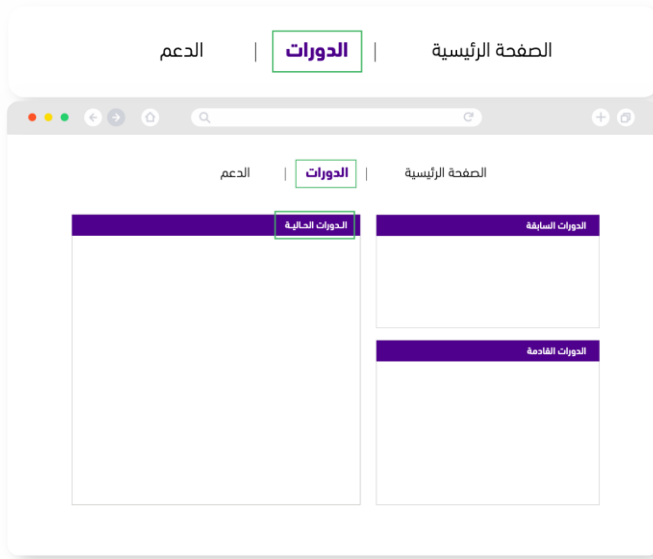 الصفحة الرئيسية | الدورات | الدعم
الصفحة الرئيسية | الدورات | الدعم
الدورات السابقة
الدورات الحالية
الدورات القادمة